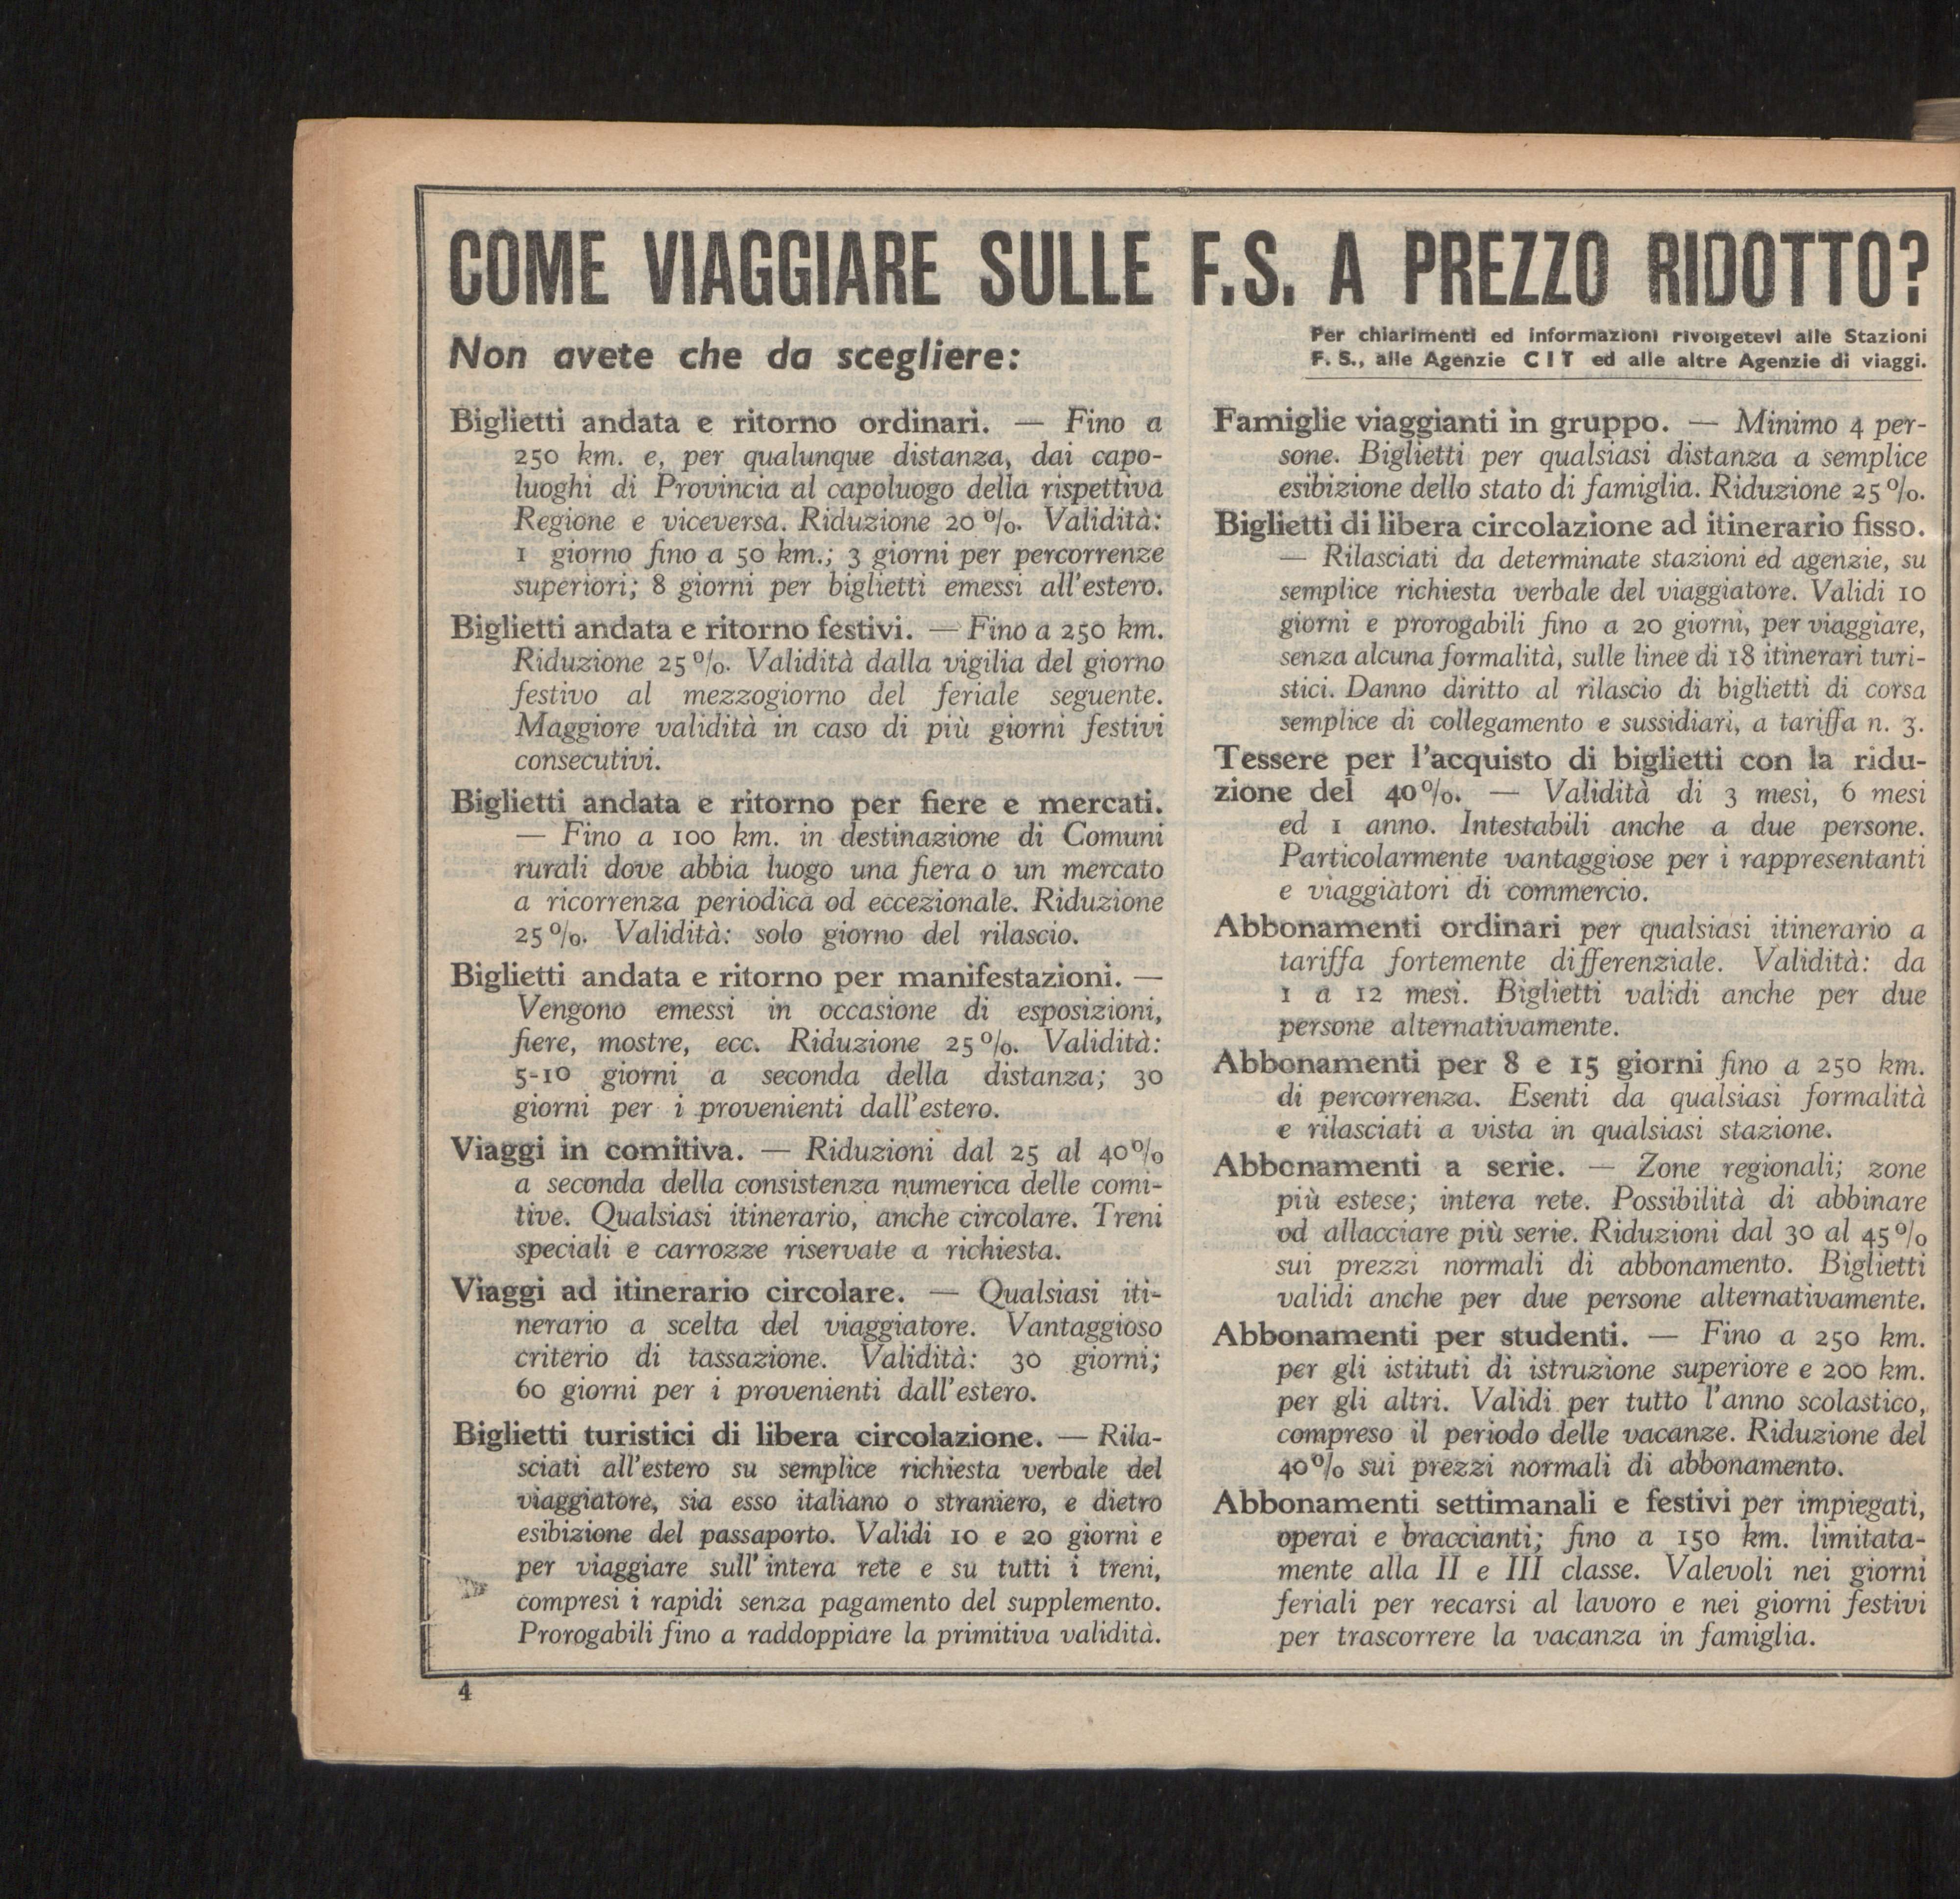 COME VIAGGIARE SULLE F.S. A PREZZO RIDOTTO?
Non avete che da scegliere:
Per chiarimenti ed informazioni rivolgetevi alle Stazioni
F. S., alle Agenzie CIT ed alle altre Agenzie di viaggi.
Biglietti andata e ritorno ordinari. — Fino a
250 km. e, per qualunque distanza, dai capo-
luoghi di Provincia al capoluogo della rispettiva
Regione e viceversa. Riduzione 20%. Validità:
1 giorno fino a 50 km.; 3 giorni per percorrenze
superiori; 8 giorni per biglietti emessi all'estero.
Biglietti andata e ritorno festivi. — Fino a 250 km.
Riduzione 25%. Validità dalla vigilia del giorno
festivo al mezzogiorno del feriale seguente.
Maggiore validità in caso di più giorni festivi
consecutivi.
Biglietti andata e ritorno per fiere e mercati.
— Fino a 100 km. in destinazione di Comuni
rurali dove abbia luogo una fiera o un mercato
a ricorrenza periodica od eccezionale. Riduzione
25%. Validità: solo giorno del rilascio.
Biglietti andata e ritorno per manifestazioni. —
Vengono emessi in occasione di esposizioni,
fiere, mostre, ecc. Riduzione 25%. Validità:
5-10 giorni a seconda della distanza; 30
giorni per i provenienti dall'estero.
Viaggi in comitiva. — Riduzioni dal 25 al 40%
a seconda della consistenza numerica delle comi-
tive. Qualsiasi itinerario, anche circolare. Treni
speciali e carrozze riservate a richiesta.
Viaggi ad itinerario circolare. — Qualsiasi iti-
nerario a scelta del viaggiatore. Vantaggioso
criterio di tassazione. Validità: 30 giorni;
60 giorni per i provenienti dall'estero.
Biglietti turistici di libera circolazione. — Rila-
sciati all'estero su semplice richiesta verbale del
viaggiatore, sia esso italiano o straniero, e dietro
esibizione del passaporto. Validi 10 e 20 giorni e
per viaggiare sull'intera rete e su tutti i treni,
compresi i rapidi senza pagamento del supplemento.
Prorogabili fino a raddoppiare la primitiva validità.
Famiglie viaggianti in gruppo. — Minimo 4 per-
sone. Biglietti per qualsiasi distanza a semplice
esibizione dello stato di famiglia. Riduzione 25%.
Biglietti di libera circolazione ad itinerario fisso.
— Rilasciati da determinate stazioni ed agenzie, su
semplice richiesta verbale del viaggiatore. Validi 10
giorni e prorogabili fino a 20 giorni, per viaggiare,
senza alcuna formalità, sulle linee di 18 itinerari turi-
stici. Danno diritto al rilascio di biglietti di corsa
semplice di collegamento e sussidiari, a tariffa n. 3.
Tessere per l'acquisto di biglietti con la ridu-
zione del 40%. — Validità di 3 mesi, 6 mesi
ed 1 anno. Intestabili anche a due persone.
Particolarmente vantaggiose per i rappresentanti
e viaggiatori di commercio.
Abbonamenti ordinari per qualsiasi itinerario a
tariffa fortemente differenziale. Validità: da
1 a 12 mesi. Biglietti validi anche per due
persone alternativamente.
Abbonamenti per 8 e 15 giorni fino a 250 km.
di percorrenza. Esenti da qualsiasi formalità
e rilasciati a vista in qualsiasi stazione.
Abbonamenti a serie. — Zone regionali; zone
più estese; intera rete. Possibilità di abbinare
od allacciare più serie. Riduzioni dal 30 al 45%
sui prezzi normali di abbonamento. Biglietti
validi anche per due persone alternativamente.
Abbonamenti per studenti. — Fino a 250 km.
per gli istituti di istruzione superiore e 200 km.
per gli altri. Validi per tutto l'anno scolastico,
compreso il periodo delle vacanze. Riduzione del
40% sui prezzi normali di abbonamento.
Abbonamenti settimanali e festivi per impiegati,
operai e braccianti; fino a 150 km. limitata-
mente alla II e III classe. Valevoli nei giorni
feriali per recarsi al lavoro e nei giorni festivi
per trascorrere la vacanza in famiglia.
4